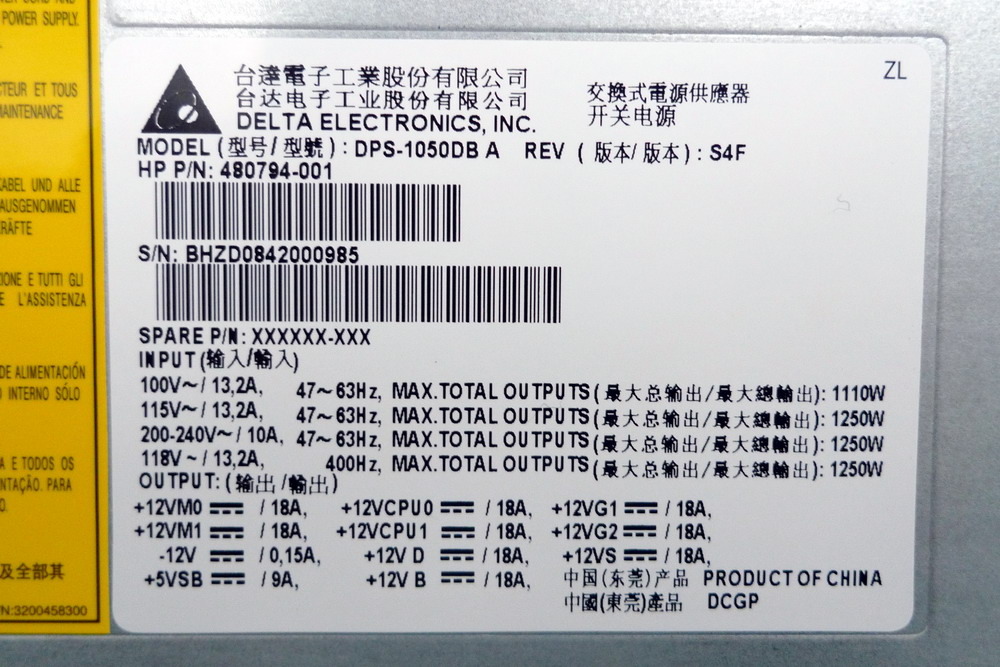 POWER SUPPLY.
CTEUR ET TOUS
MAINTENANCE
KABEL UND ALLE
AUSGENOMMEN
KRÄFTE
ZIONE E TUTTI GLI
E L'ASSISTENZA
DE ALIMENTACIÓN
O INTERNO SÓLO
A E TODOS OS
NTAÇÃO. PARA
O.
及全部其
/N:3200458300
ZL
台達電子工業股份有限公司
台达电子工业股份有限公司
DELTA ELECTRONICS, INC.
交換式電源供應器
开关电源
MODEL (型号/型號): DPS-1050DB A REV (版本/版本): S4F
HP P/N: 480794-001
S/N: BHZD0842000985
SPARE P/N: XXXXXX-XXX
INPUT (输入/輸入)
100V~/ 13,2A, 47~63Hz, MAX.TOTAL OUTPUTS (最大总输出/最大總輸出): 1110W
115V~/ 13,2A, 47~63Hz, MAX.TOTAL OUTPUTS (最大总输出/最大總輸出): 1250W
200-240V~/ 10A, 47~63Hz, MAX.TOTAL OUTPUTS (最大总输出/最大總輸出): 1250W
118V~/ 13,2A, 400Hz, MAX.TOTAL OUTPUTS (最大总输出/最大總輸出): 1250W
OUTPUT: (输出/輸出)
+12VM0 ⎓ / 18A, +12VCPU0 ⎓ / 18A, +12VG1 ⎓ / 18A,
+12VM1 ⎓ / 18A, +12VCPU1 ⎓ / 18A, +12VG2 ⎓ / 18A,
-12V ⎓ / 0,15A, +12V D ⎓ / 18A, +12VS ⎓ / 18A,
+5VSB ⎓ / 9A, +12V B ⎓ / 18A, 中国(东莞)产品 PRODUCT OF CHINA
中國(東莞)產品 DCGP